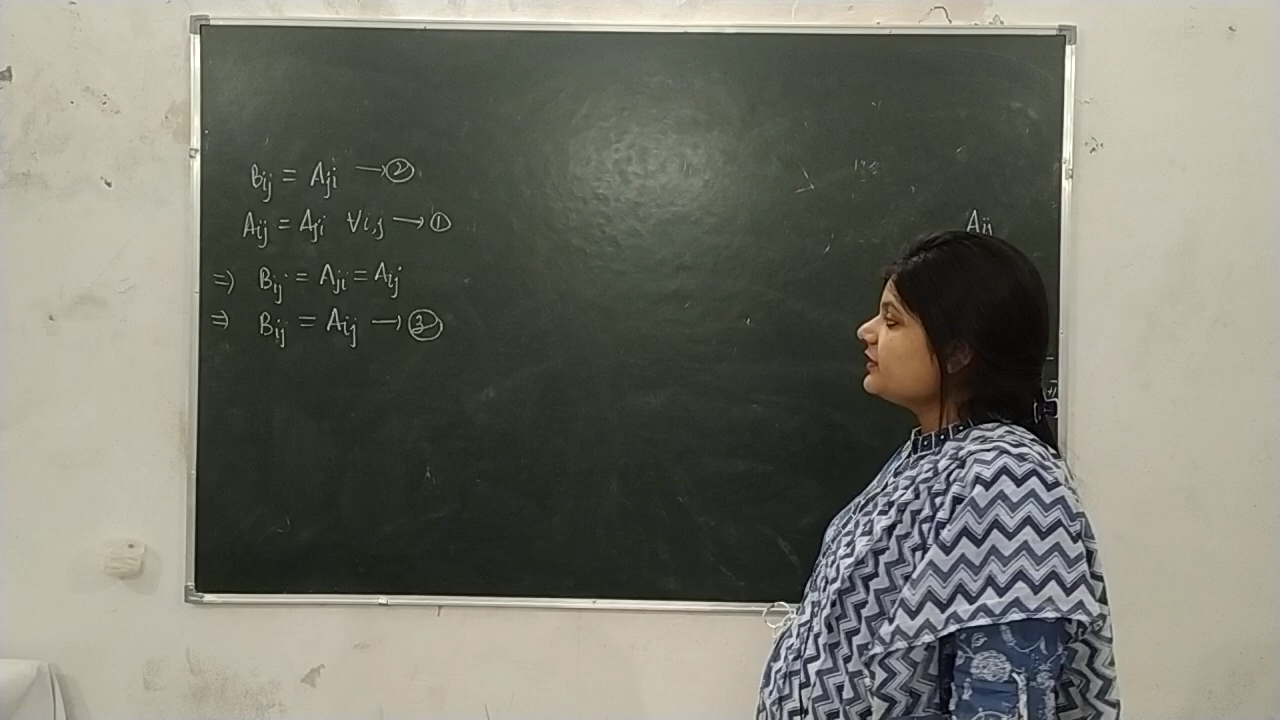 Bij = Aji → ②
Aij = Aji ∀i,j → ①
=> Bij = Aji = Aij
=> Bij = Aij → ③
Aij